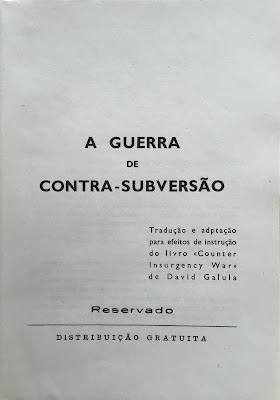 A GUERRA
DE
CONTRA-SUBVERSÃO
Tradução e adptação
para efeitos de instrução
do livro «Counter
Insurgency War»
de David Galula
Reservado
DISTRIBUIÇÃO GRATUITA